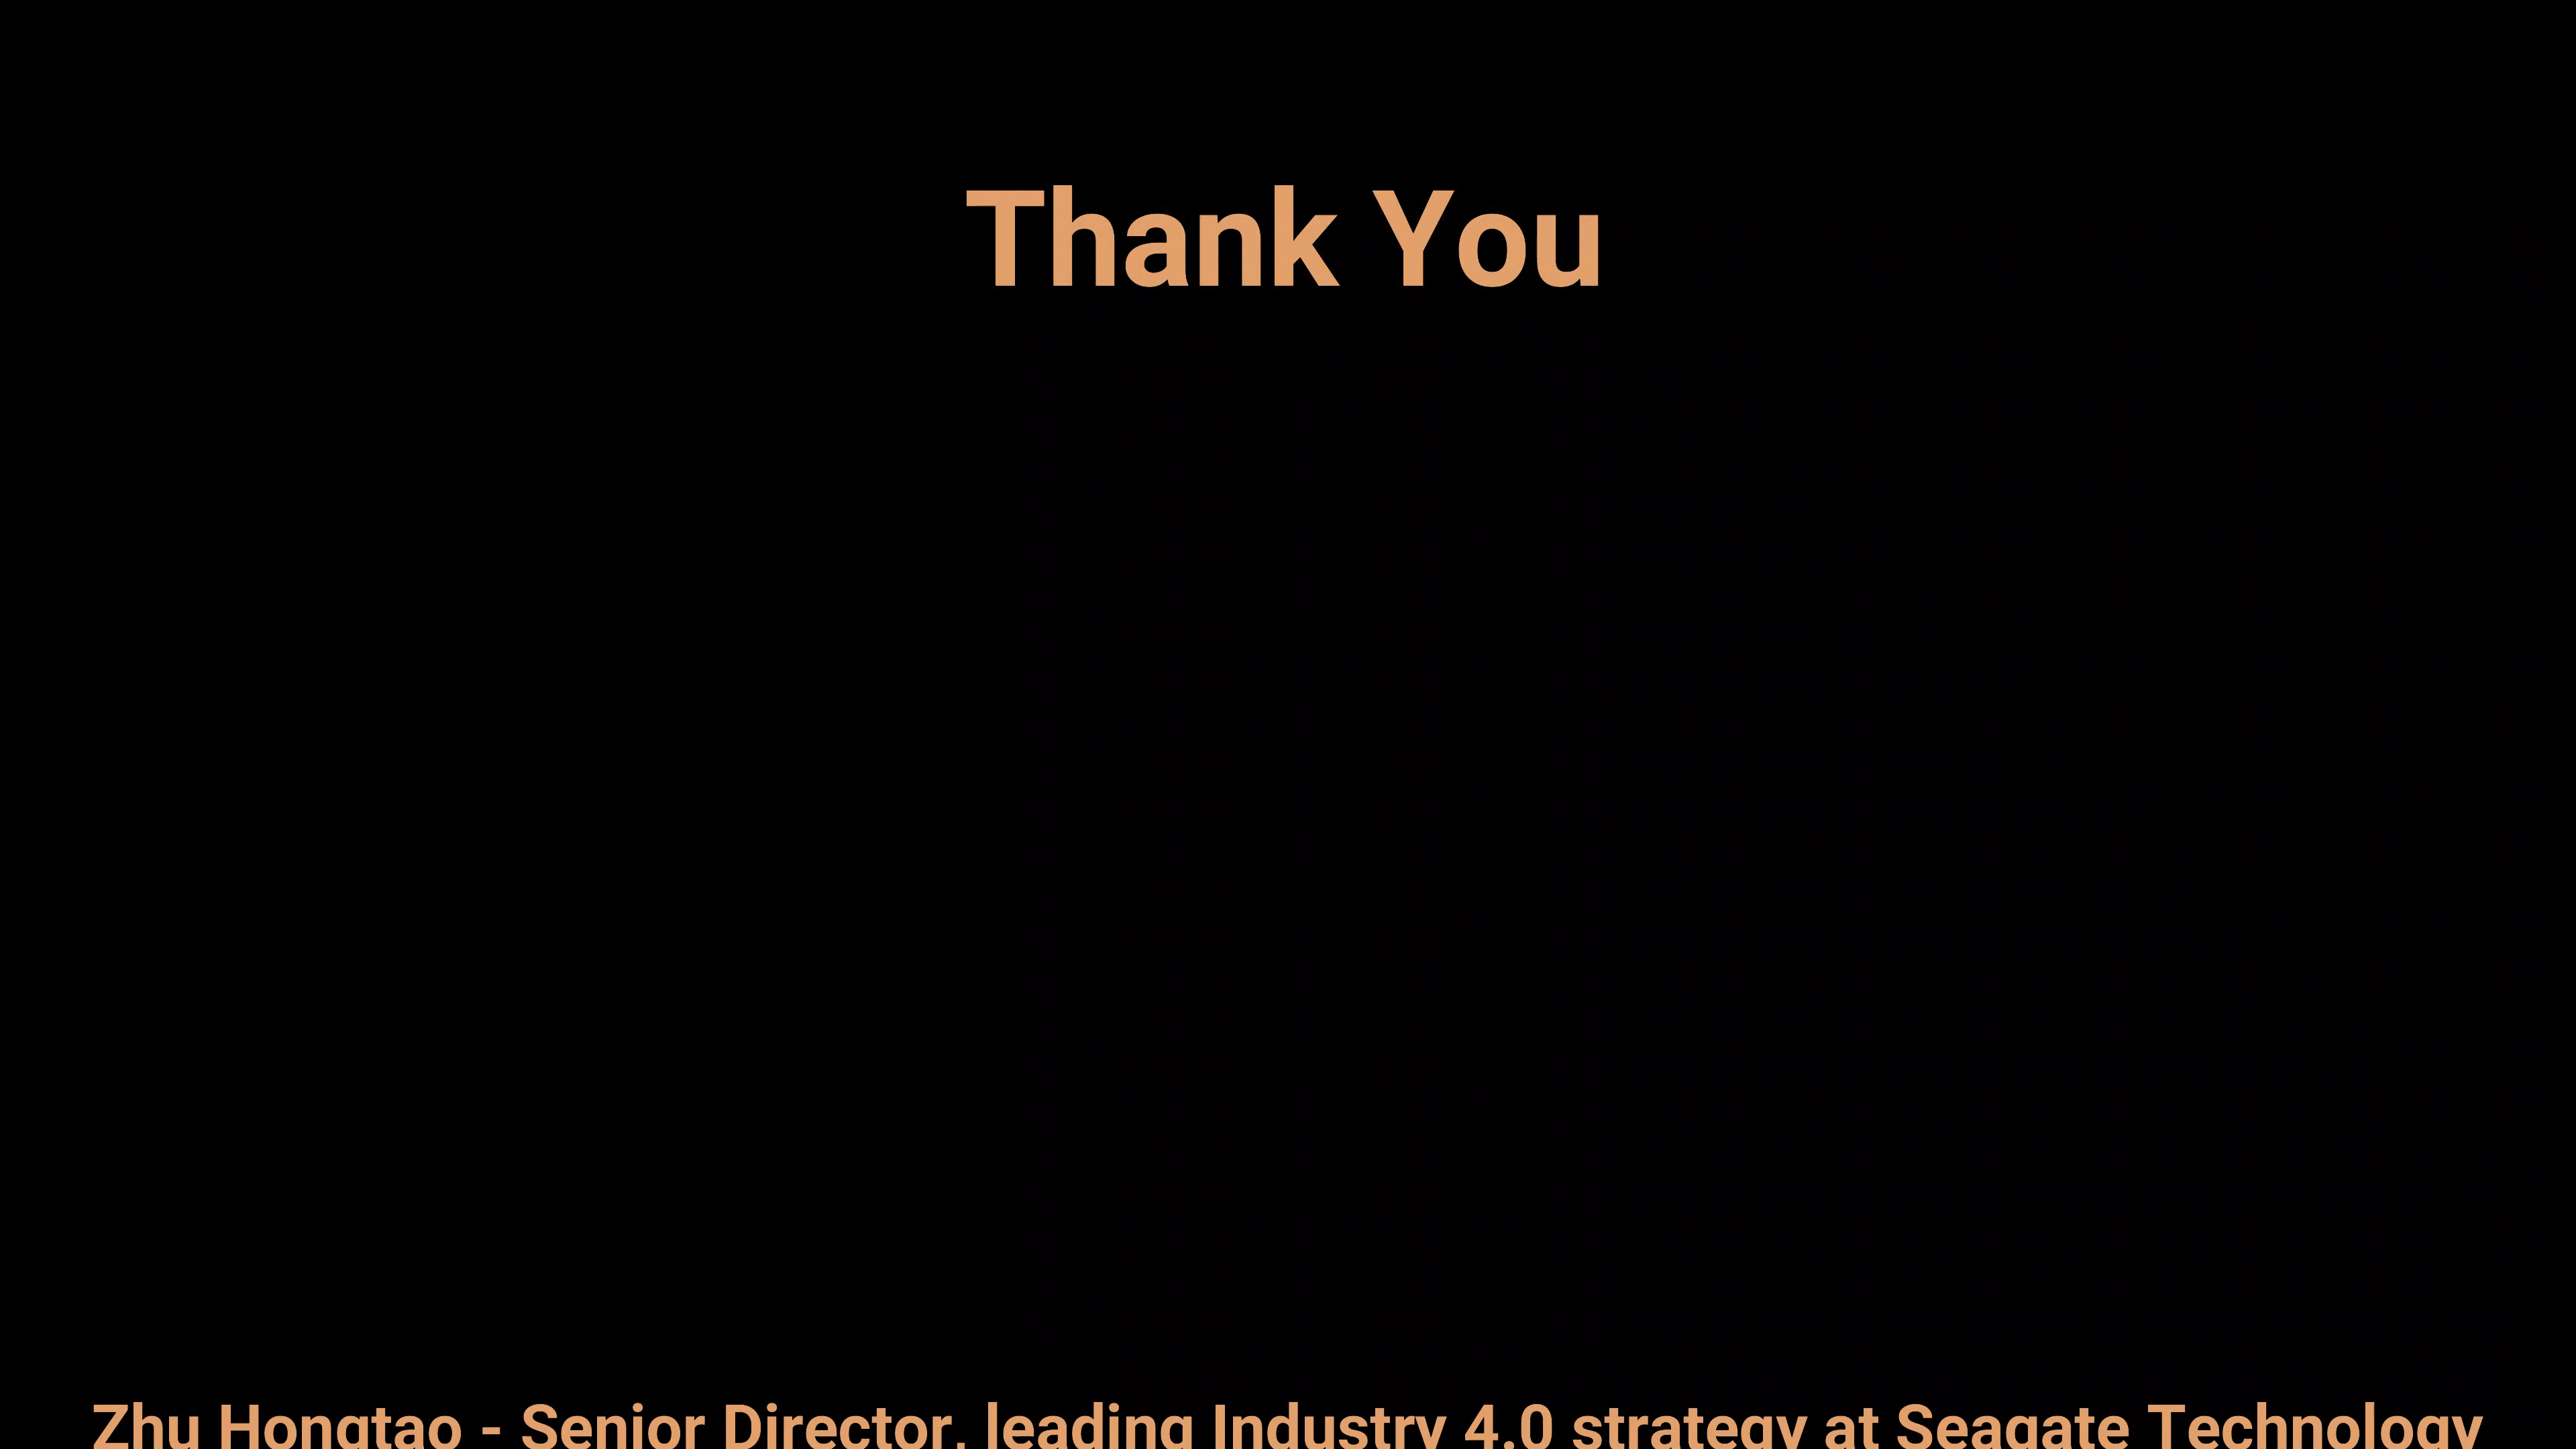 Thank You
Zhu Hongtao - Senior Director, leading Industry 4.0 strategy at Seagate Technology